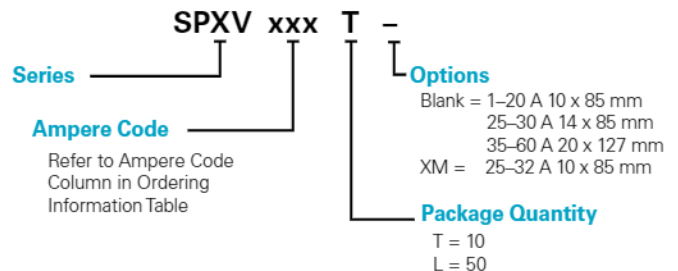 SPXV xxx T –
Series
Ampere Code
Refer to Ampere Code
Column in Ordering
Information Table
Options
Blank = 1–20 A 10 x 85 mm
25–30 A 14 x 85 mm
35–60 A 20 x 127 mm
XM = 25–32 A 10 x 85 mm
Package Quantity
T = 10
L = 50